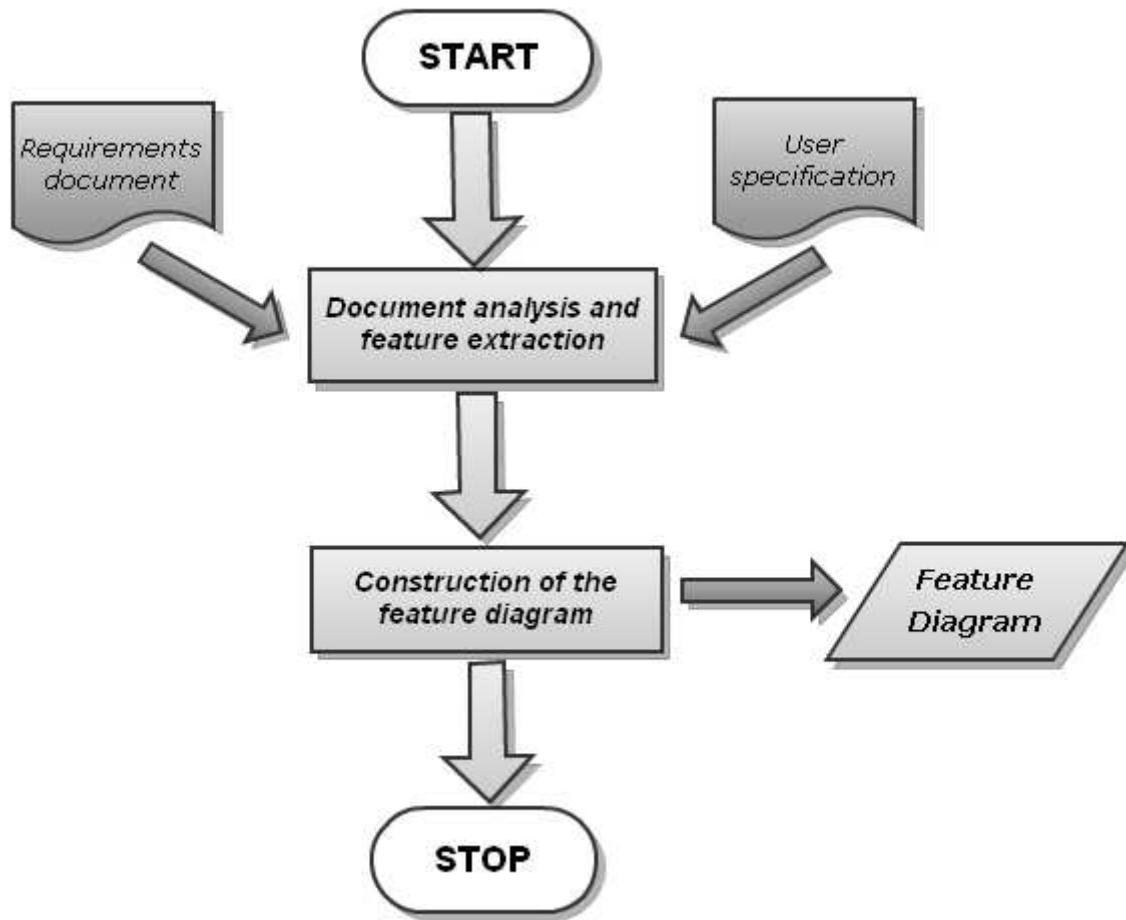 START
Requirements
document
User
specification
Document analysis and
feature extraction
Construction of the
feature diagram
Feature
Diagram
STOP